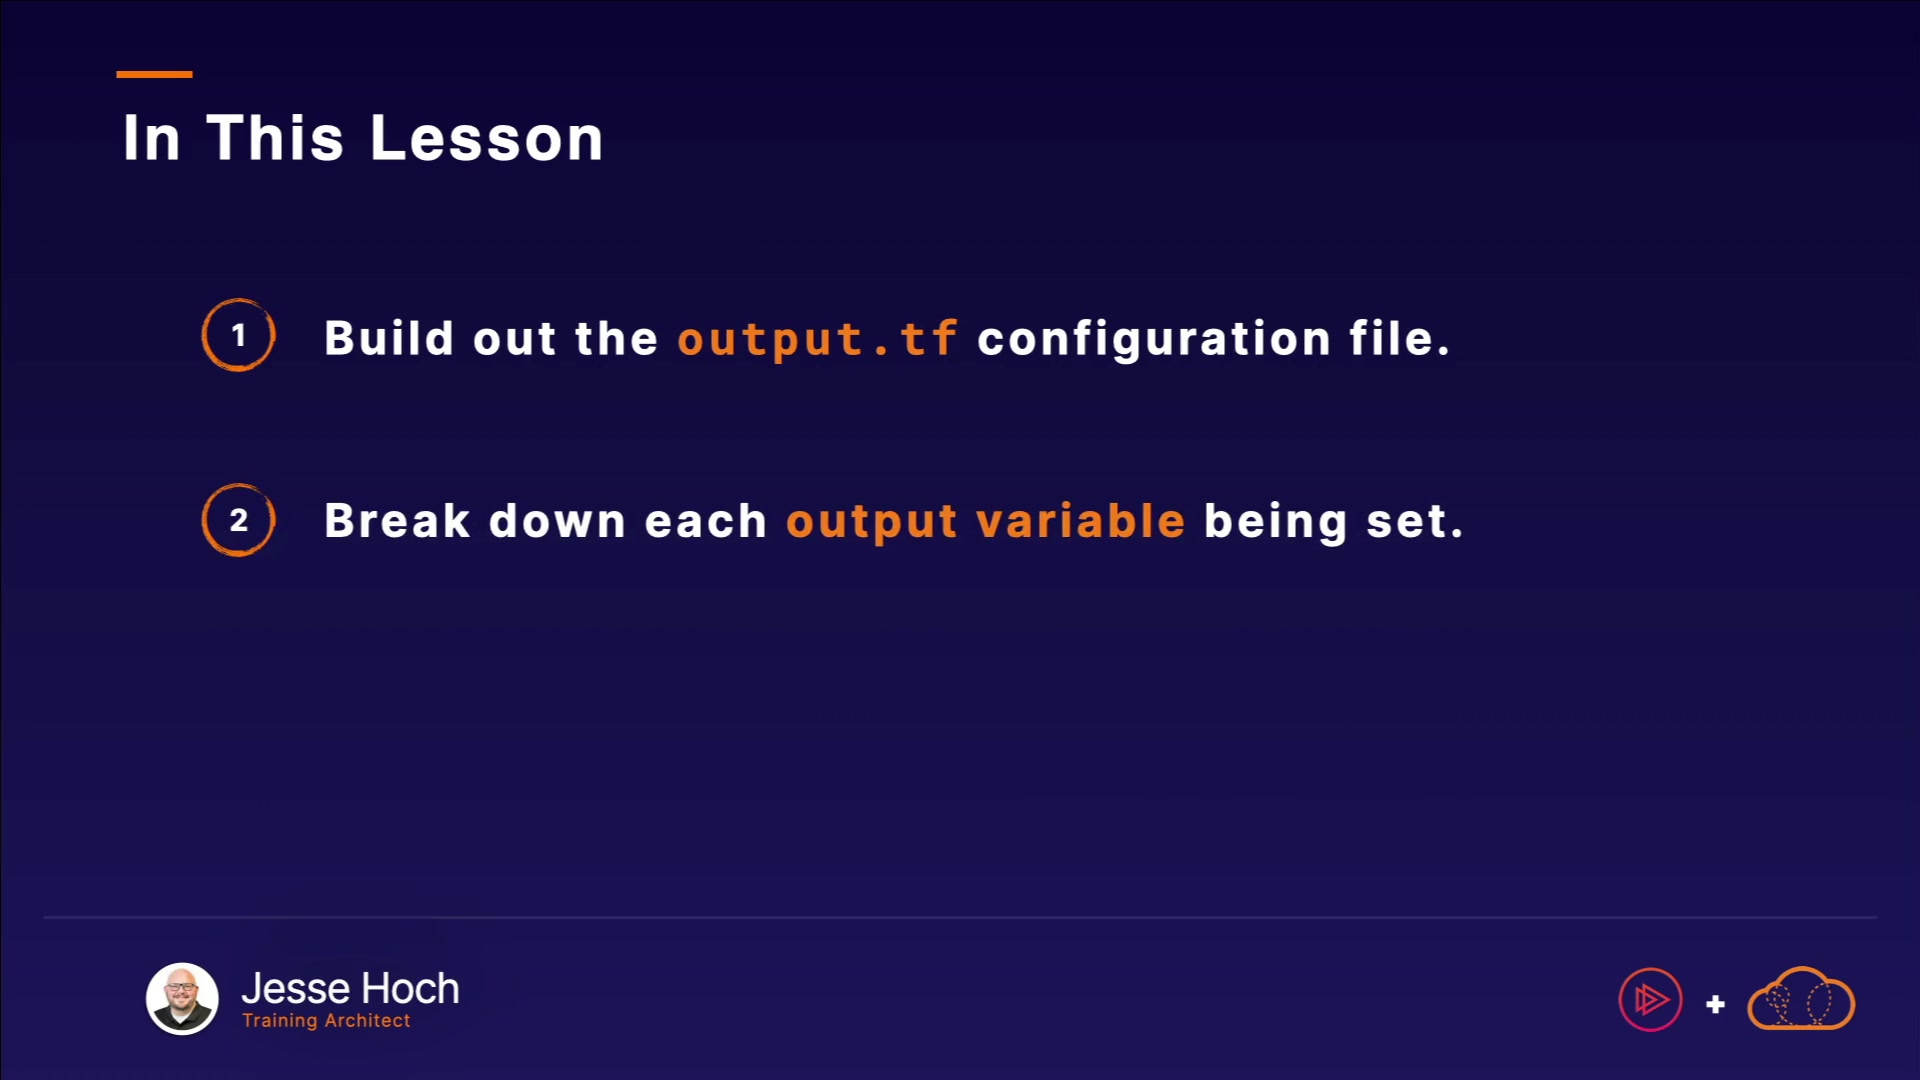 In This Lesson
1 Build out the output.tf configuration file.
2 Break down each output variable being set.
Jesse Hoch
Training Architect
+